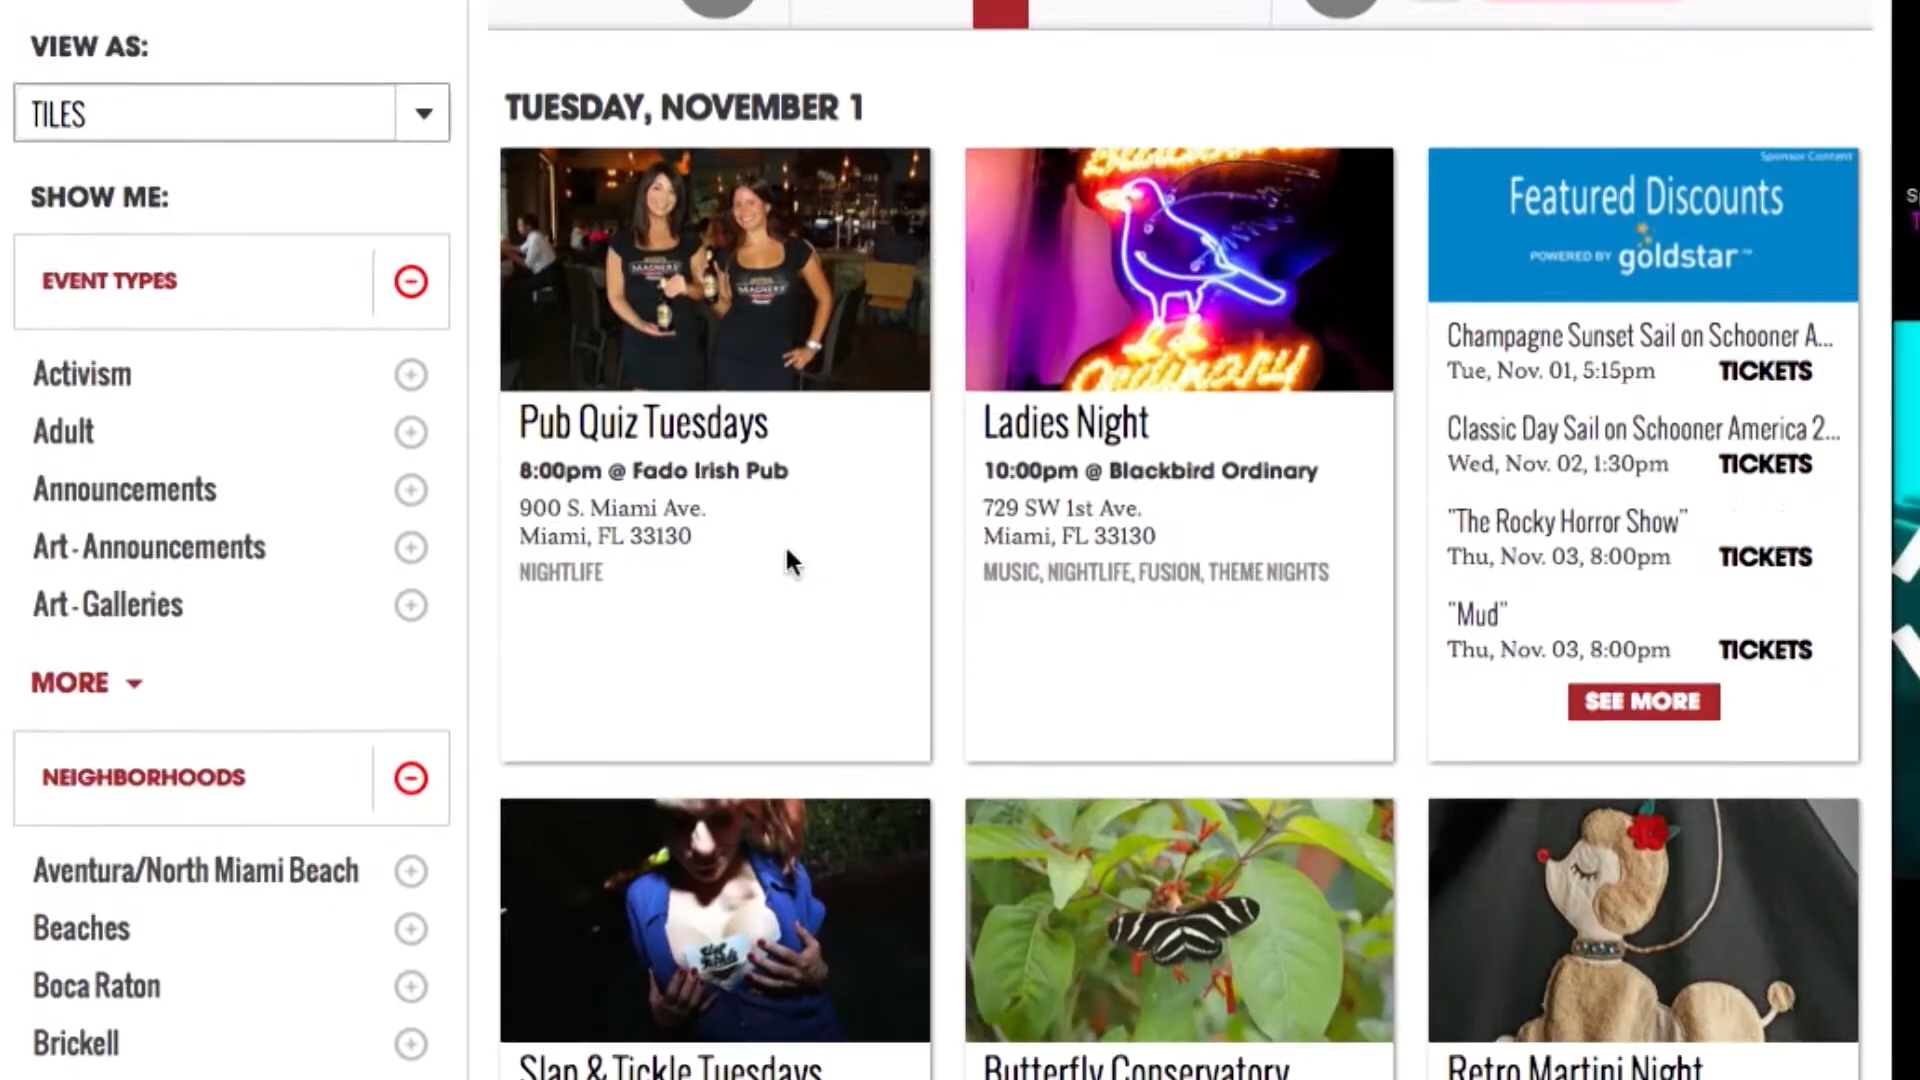 VIEW AS:
TILES
SHOW ME:
EVENT TYPES
Activism
Adult
Announcements
Art - Announcements
Art - Galleries
MORE
NEIGHBORHOODS
Aventura/North Miami Beach
Beaches
Boca Raton
Brickell
TUESDAY, NOVEMBER 1
MAGNERS
MAGNERS
Pub Quiz Tuesdays
8:00pm @ Fado Irish Pub
900 S. Miami Ave.
Miami, FL 33130
NIGHTLIFE
Ordinary
Ladies Night
10:00pm @ Blackbird Ordinary
729 SW 1st Ave.
Miami, FL 33130
MUSIC, NIGHTLIFE, FUSION, THEME NIGHTS
Sponsor Content
Featured Discounts
POWERED BY goldstar™
Champagne Sunset Sail on Schooner A...
Tue, Nov. 01, 5:15pm TICKETS
Classic Day Sail on Schooner America 2...
Wed, Nov. 02, 1:30pm TICKETS
"The Rocky Horror Show"
Thu, Nov. 03, 8:00pm TICKETS
"Mud"
Thu, Nov. 03, 8:00pm TICKETS
SEE MORE
Slap & Tickle Tuesdays
Butterfly Conservatory
Retro Martini Night